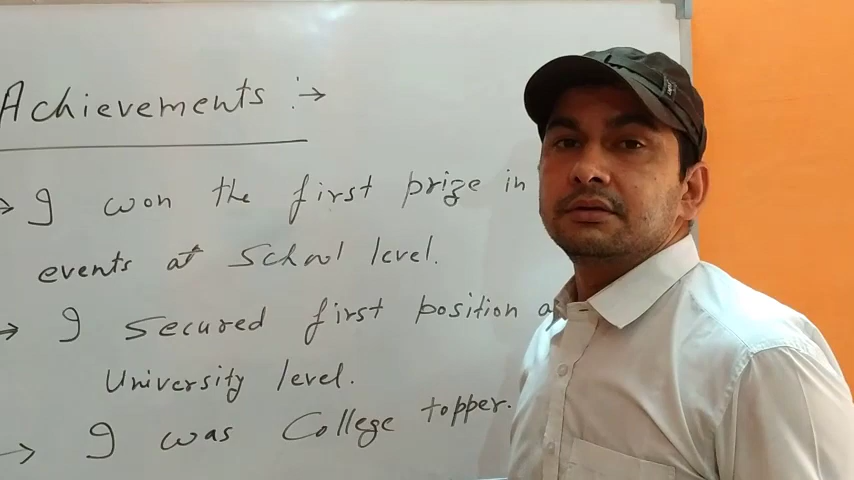 Achievements :→
→ I won the first prize in
events at School level.
→ I secured first position a
University level.
→ I was College topper.